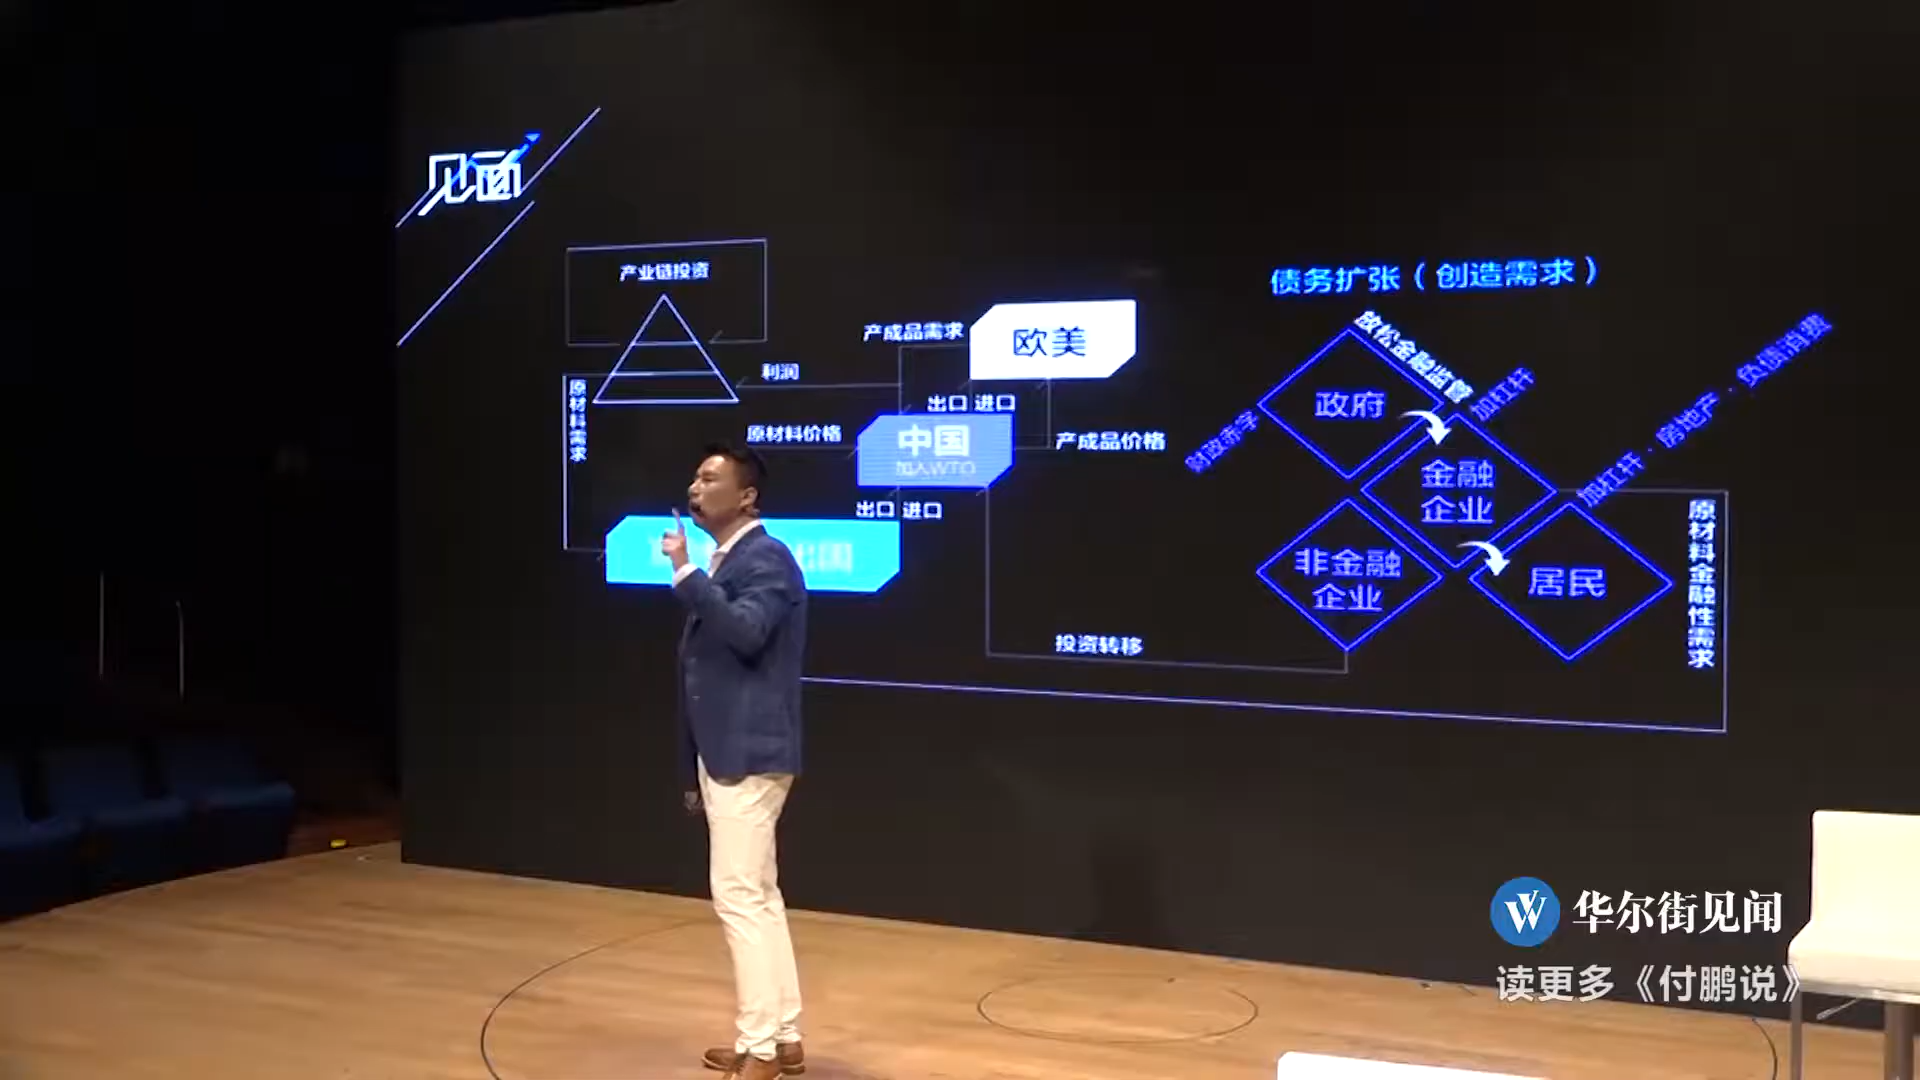 见面
产业链投资
债务扩张（创造需求）
产成品需求
欧美
放松金融监管
利润
原材料需求
出口 进口
政府
加杠杆
加杠杆·房地产·负债消费
财政赤字
原材料价格
中国
加入WTO
产成品价格
金融
企业
出口 进口
原材料金融性需求
非金融
企业
居民
投资转移
华尔街见闻
读更多《付鹏说》